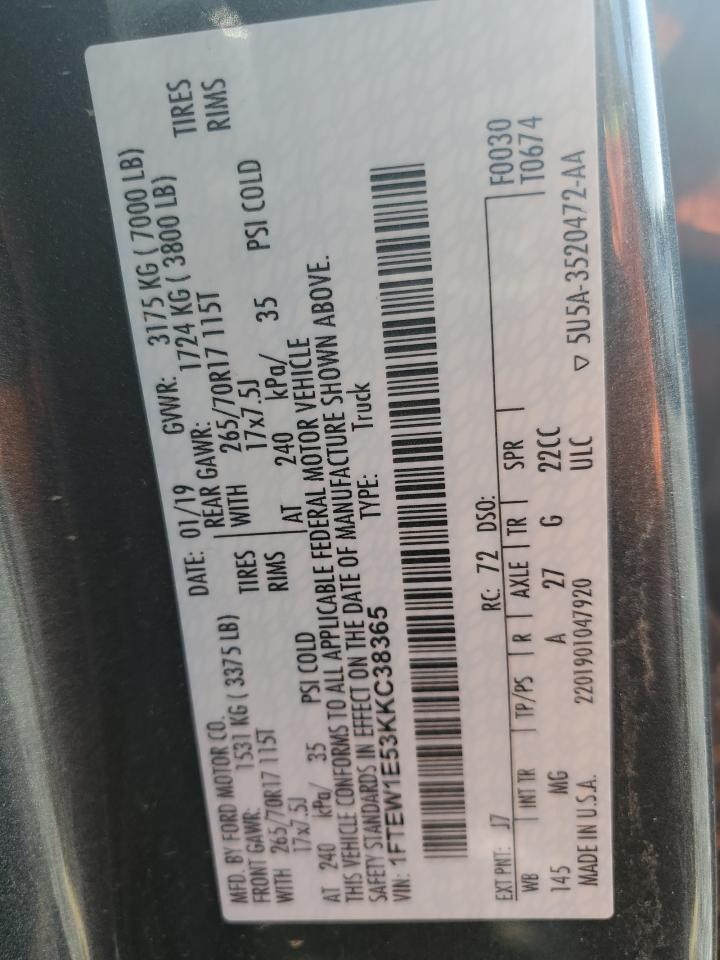 MFD. BY FORD MOTOR CO.
DATE: 01/19 GVWR: 3175 KG ( 7000 LB)
FRONT GAWR: 1531 KG ( 3375 LB) REAR GAWR: 1724 KG ( 3800 LB)
WITH 265/70R17 115T TIRES WITH 265/70R17 115T TIRES
17x7.5J RIMS 17x7.5J RIMS
AT 240 kPa/ 35 PSI COLD AT 240 kPa/ 35 PSI COLD
THIS VEHICLE CONFORMS TO ALL APPLICABLE FEDERAL MOTOR VEHICLE
SAFETY STANDARDS IN EFFECT ON THE DATE OF MANUFACTURE SHOWN ABOVE.
VIN: 1FTEW1E53KKC38365 TYPE: Truck
EXT PNT: J7 RC: 72 DSO: F0030
WB INT TR TP/PS R AXLE TR SPR T0674
145 MG A 27 G 22CC
MADE IN U.S.A. 2201901047920 ULC ▽ 5U5A-3520472-AA